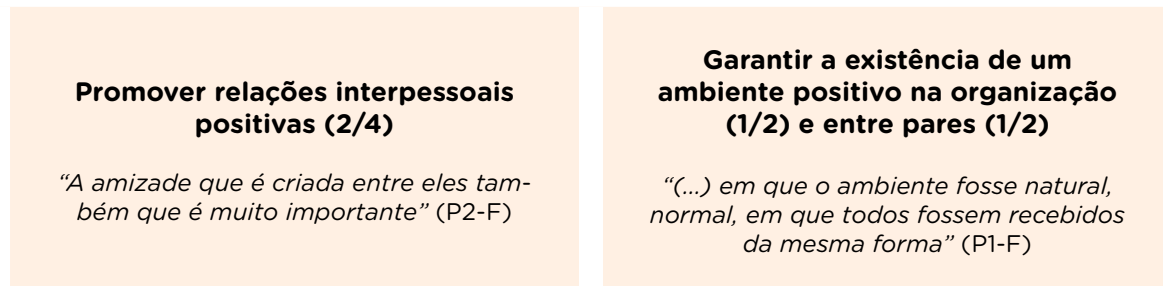 Promover relações interpessoais
positivas (2/4)
“A amizade que é criada entre eles tam-
bém que é muito importante” (P2-F)
Garantir a existência de um
ambiente positivo na organização
(1/2) e entre pares (1/2)
“(...) em que o ambiente fosse natural,
normal, em que todos fossem recebidos
da mesma forma” (P1-F)